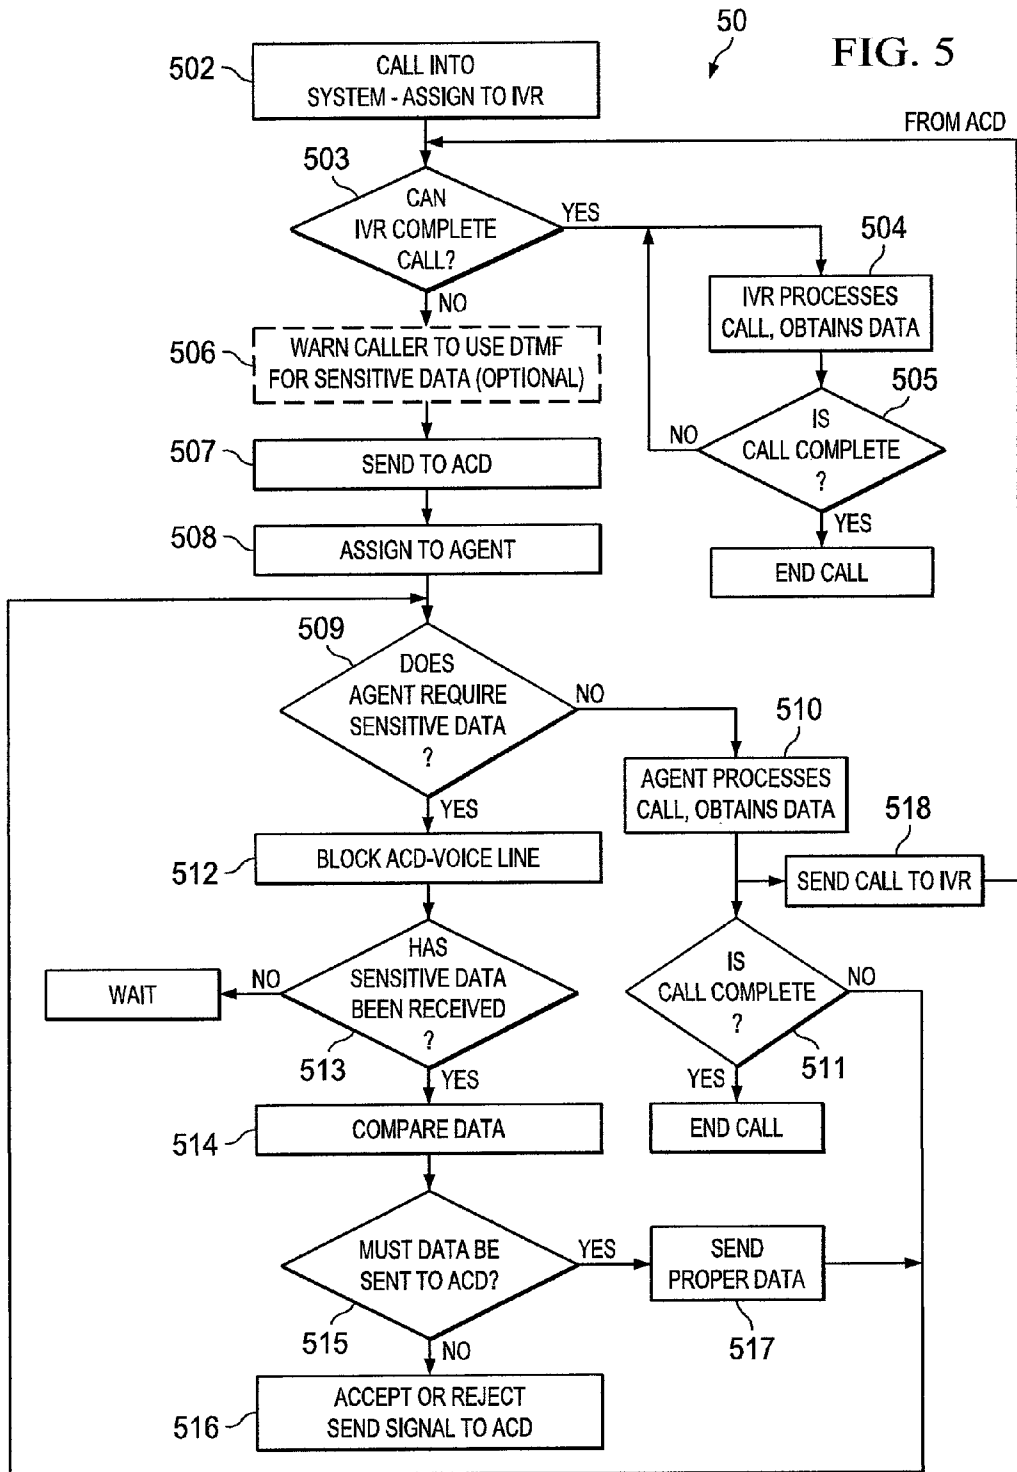 50
FIG. 5
502
CALL INTO
SYSTEM - ASSIGN TO IVR
FROM ACD
503
CAN
IVR COMPLETE
CALL?
YES
NO
504
IVR PROCESSES
CALL, OBTAINS DATA
506
WARN CALLER TO USE DTMF
FOR SENSITIVE DATA (OPTIONAL)
505
IS
CALL COMPLETE
?
NO
YES
END CALL
507
SEND TO ACD
508
ASSIGN TO AGENT
509
DOES
AGENT REQUIRE
SENSITIVE DATA
?
NO
YES
510
AGENT PROCESSES
CALL, OBTAINS DATA
518
SEND CALL TO IVR
512
BLOCK ACD-VOICE LINE
HAS
SENSITIVE DATA
BEEN RECEIVED
?
513
NO
WAIT
YES
IS
CALL COMPLETE
?
511
NO
YES
END CALL
514
COMPARE DATA
MUST DATA BE
SENT TO ACD?
515
YES
SEND
PROPER DATA
517
NO
516
ACCEPT OR REJECT
SEND SIGNAL TO ACD